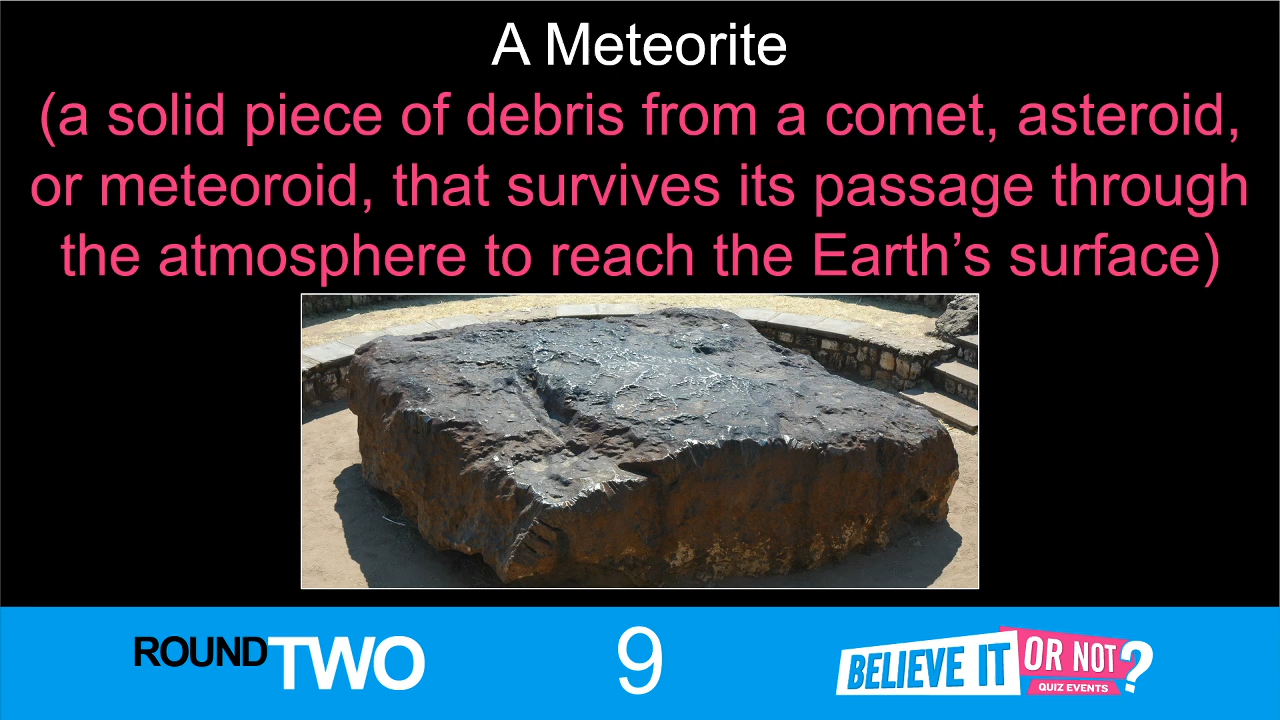 A Meteorite
(a solid piece of debris from a comet, asteroid,
or meteoroid, that survives its passage through
the atmosphere to reach the Earth’s surface)
ROUND TWO
9
BELIEVE IT OR NOT?
QUIZ EVENTS